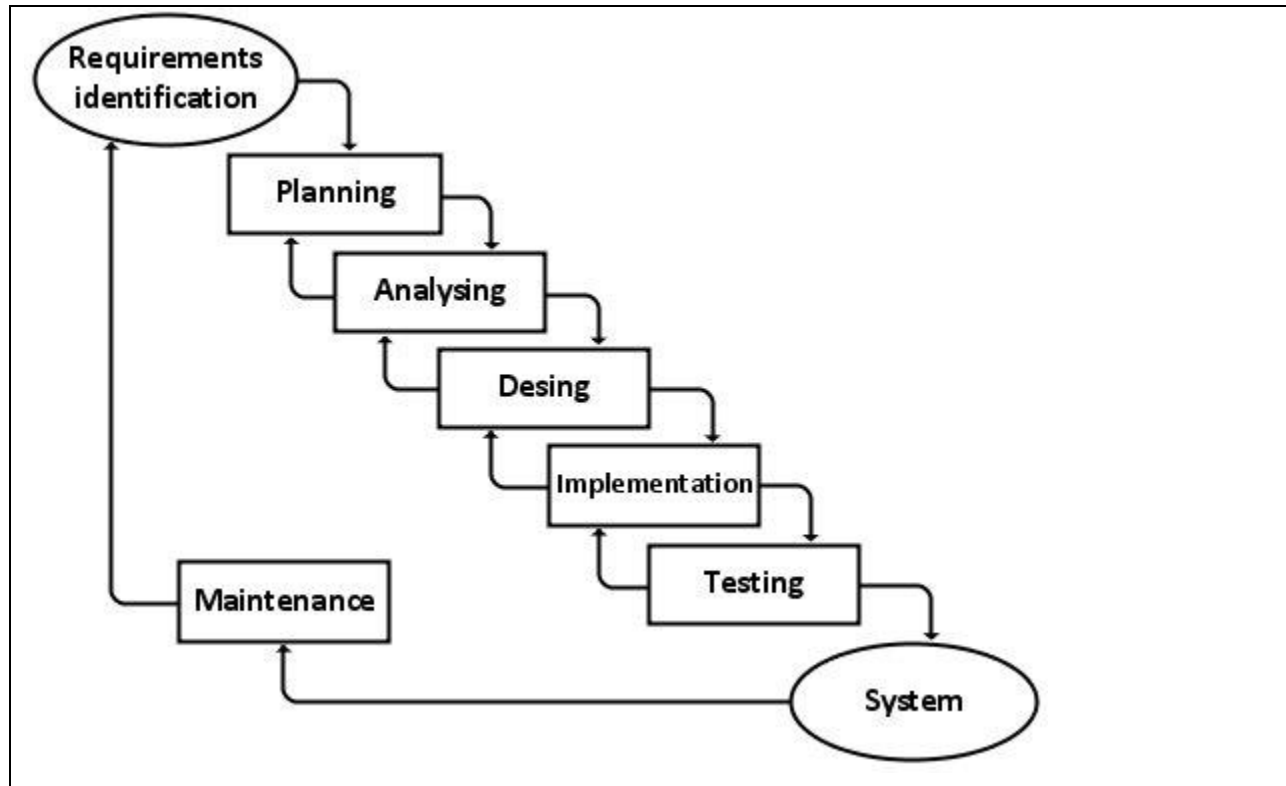 Requirements
identification
Planning
Analysing
Desing
Implementation
Testing
Maintenance
System